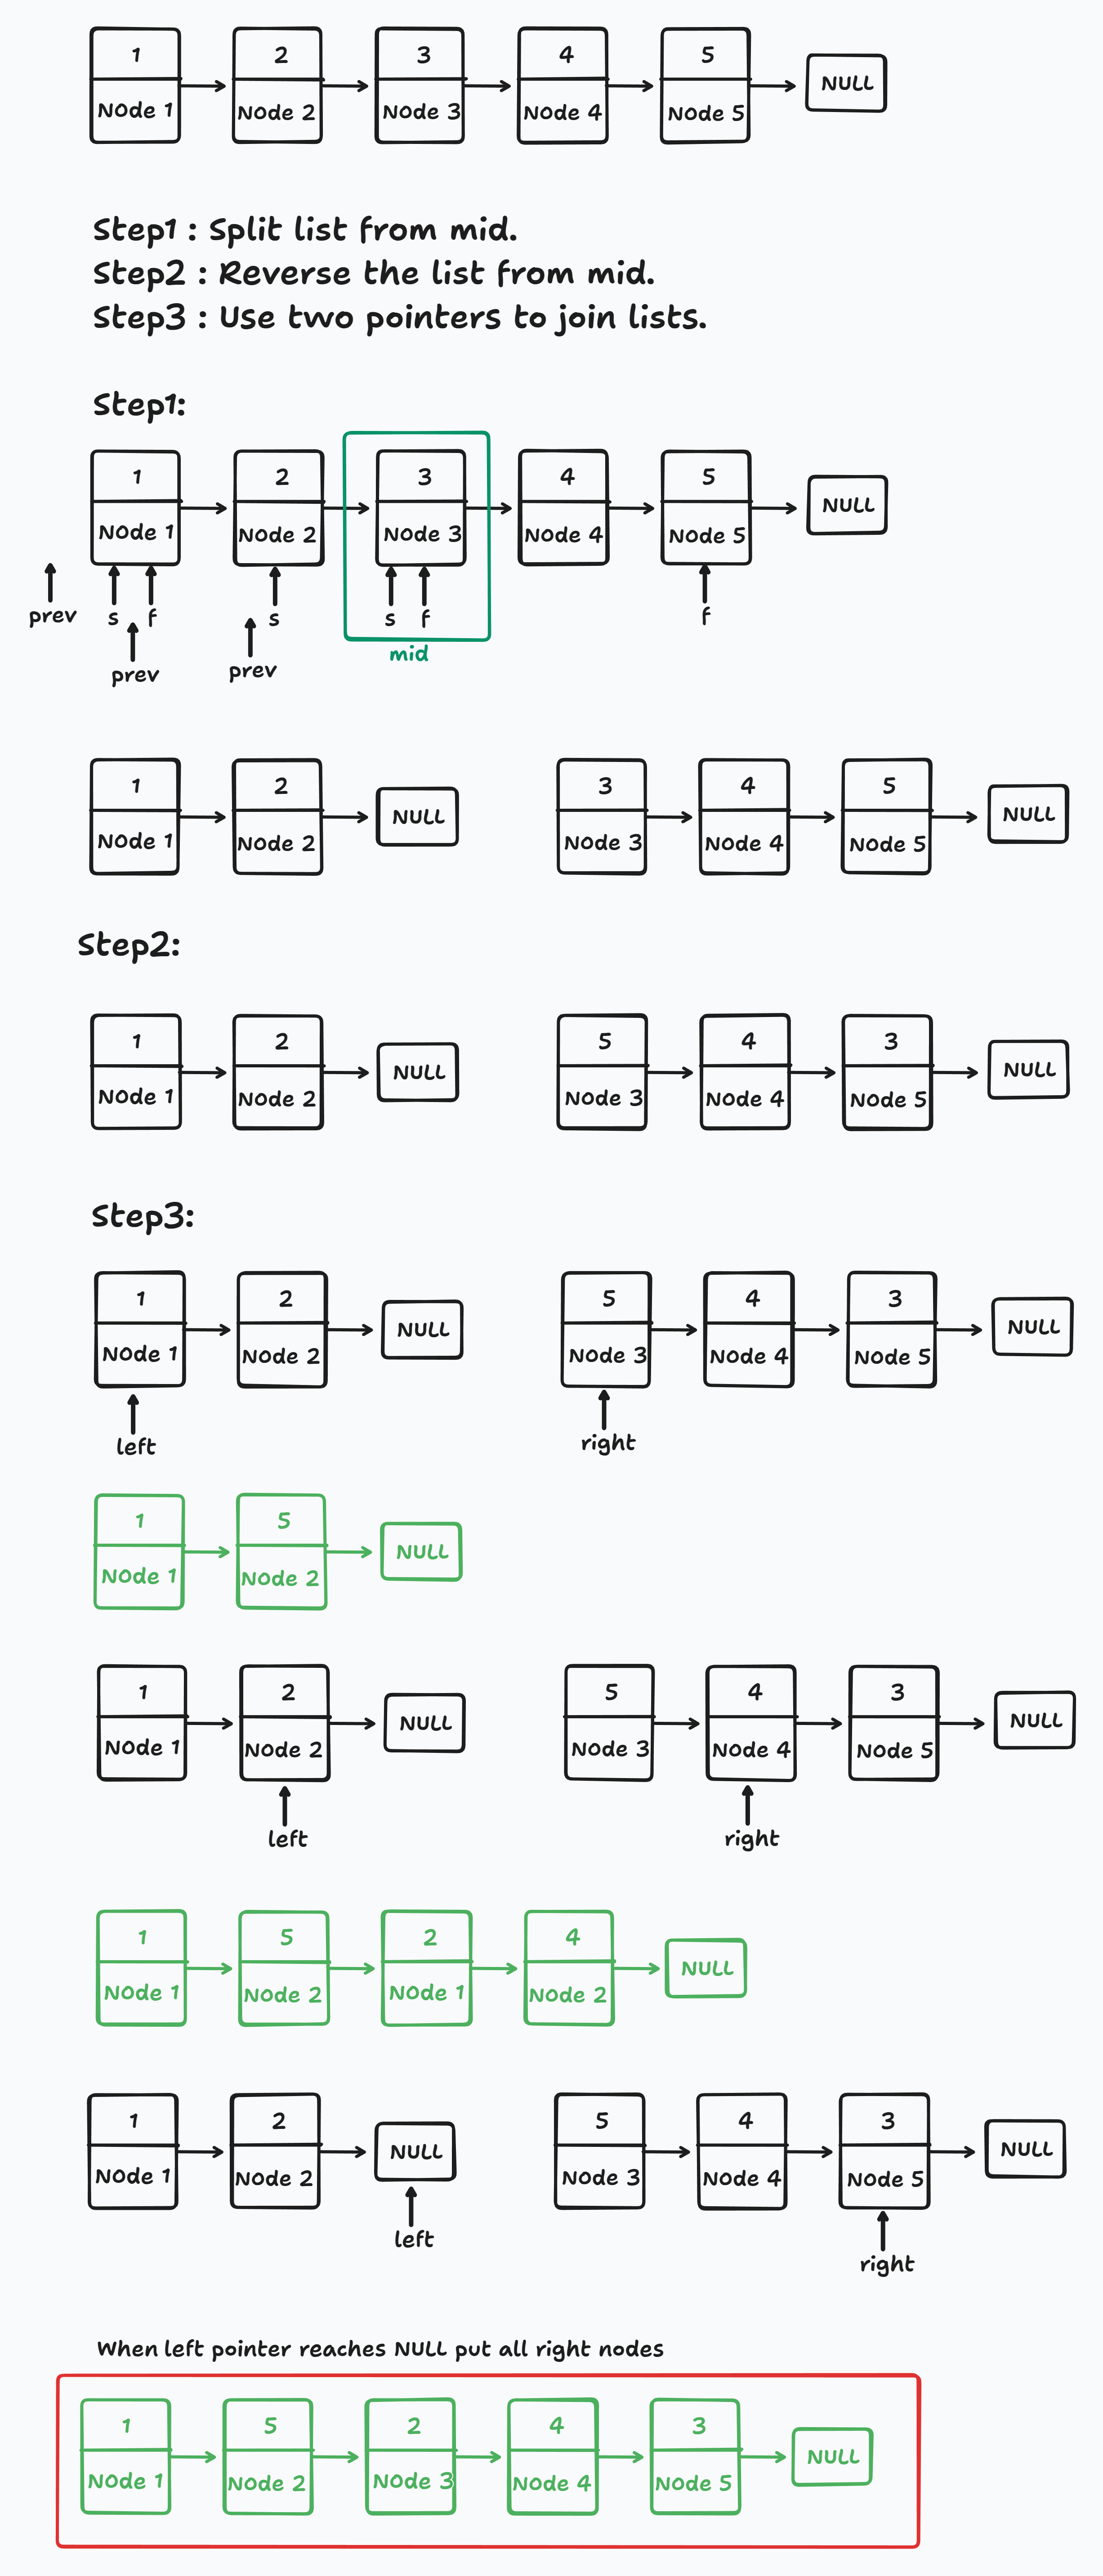 1 2 3 4 5
NULL
Node 1 Node 2 Node 3 Node 4 Node 5
Step1 : Split list from mid.
Step2 : Reverse the list from mid.
Step3 : Use two pointers to join lists.
Step1:
1 2 3 4 5
NULL
Node 1 Node 2 Node 3 Node 4 Node 5
prev s f s s f f
prev prev mid
1 2 3 4 5
NULL NULL
Node 1 Node 2 Node 3 Node 4 Node 5
Step2:
1 2 5 4 3
NULL NULL
Node 1 Node 2 Node 3 Node 4 Node 5
Step3:
1 2 5 4 3
NULL NULL
Node 1 Node 2 Node 3 Node 4 Node 5
left right
1 5
NULL
Node 1 Node 2
1 2 5 4 3
NULL NULL
Node 1 Node 2 Node 3 Node 4 Node 5
left right
1 5 2 4
NULL
Node 1 Node 2 Node 1 Node 2
1 2 5 4 3
NULL NULL
Node 1 Node 2 Node 3 Node 4 Node 5
left right
When left pointer reaches NULL put all right nodes
1 5 2 4 3
NULL
Node 1 Node 2 Node 3 Node 4 Node 5